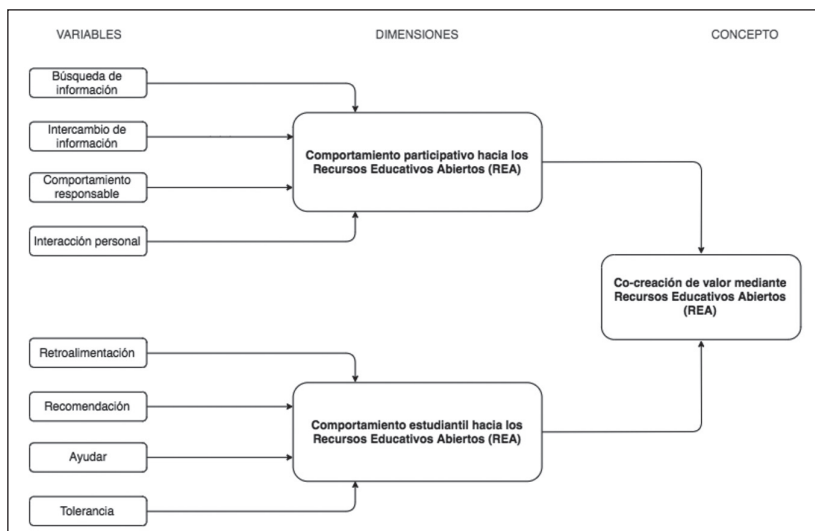 VARIABLES
DIMENSIONES
CONCEPTO
Búsqueda de
información
Intercambio de
información
Comportamiento
responsable
Interacción personal
Comportamiento participativo hacia los
Recursos Educativos Abiertos (REA)
Co-creación de valor mediante
Recursos Educativos Abiertos
(REA)
Retroalimentación
Recomendación
Ayudar
Tolerancia
Comportamiento estudiantil hacia los
Recursos Educativos Abiertos (REA)